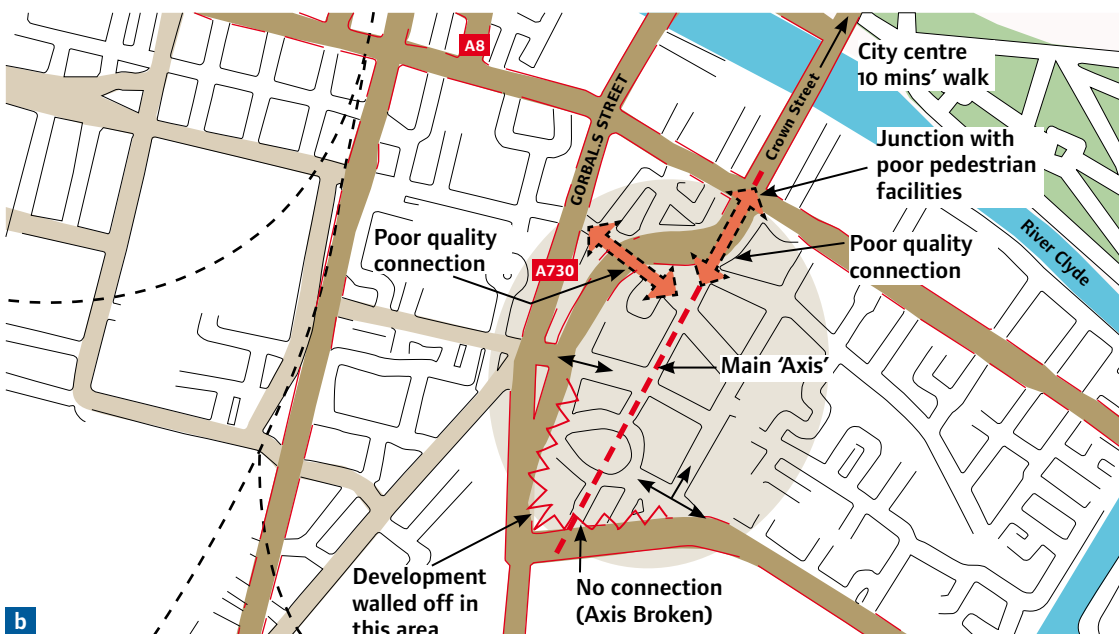 A8
GORBAL.S STREET
Crown Street
City centre
10 mins' walk
Junction with
poor pedestrian
facilities
River Clyde
Poor quality
connection
A730
Poor quality
connection
Main ‘Axis’
Development
walled off in
this area
No connection
(Axis Broken)
b